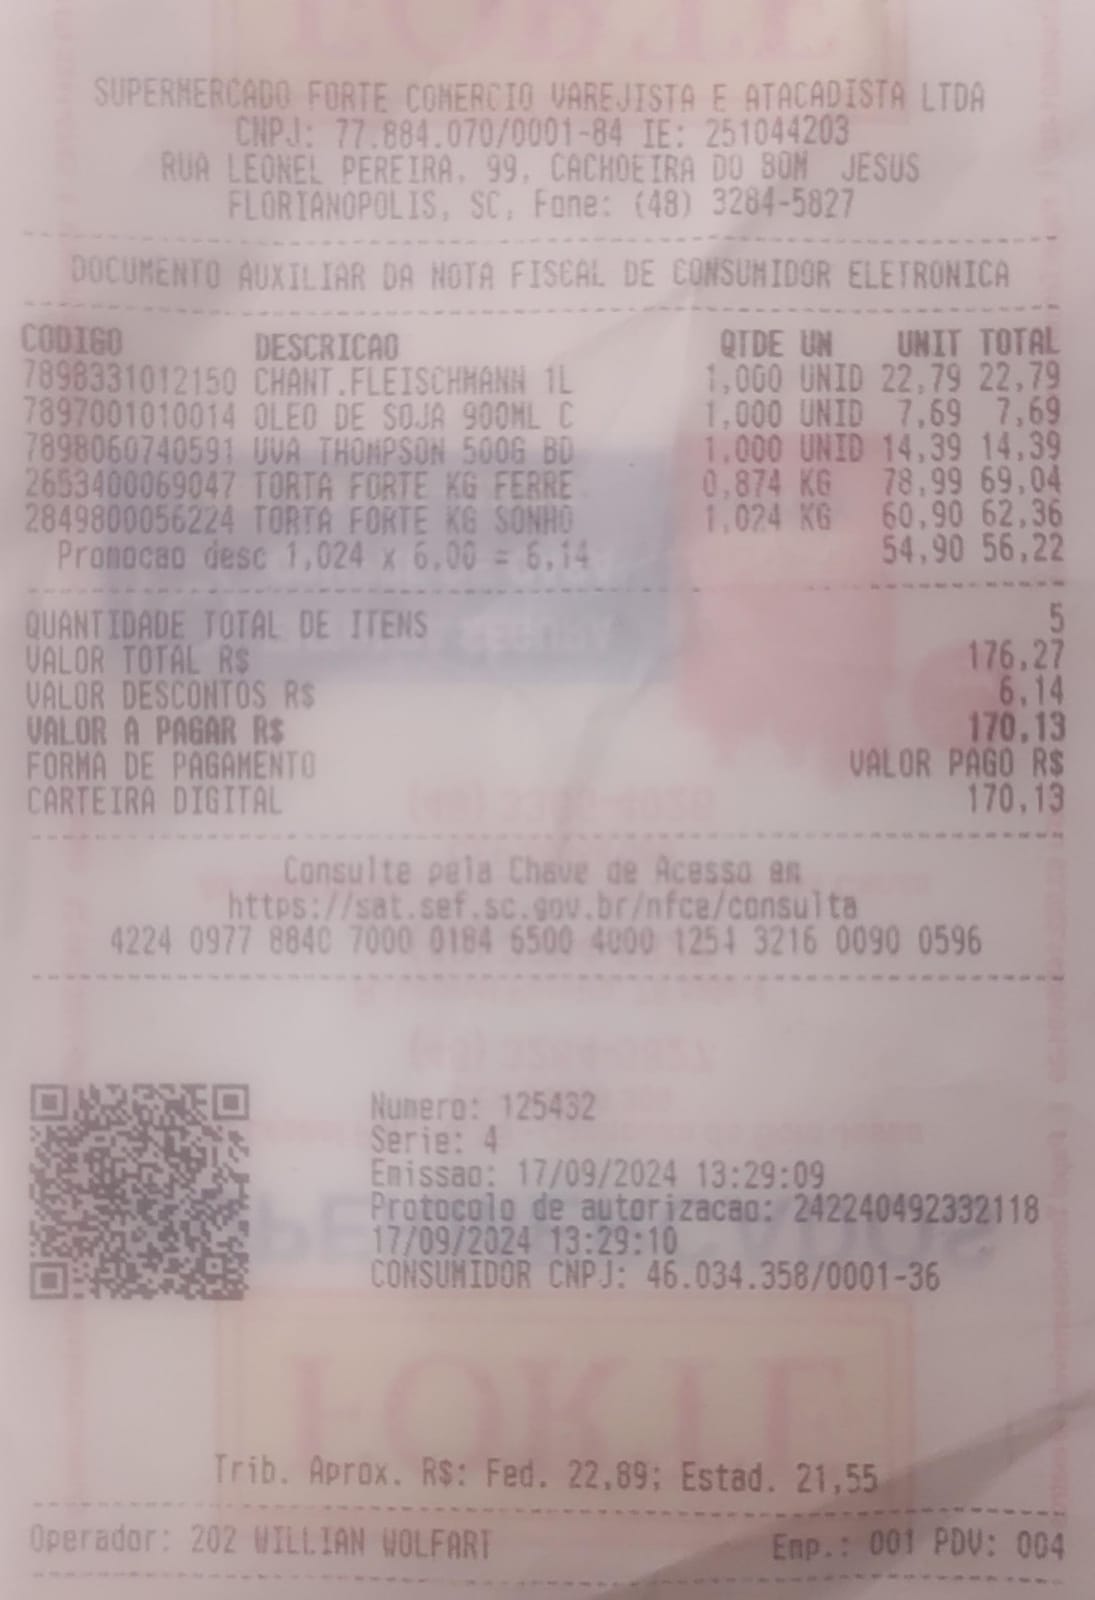 SUPERMERCADO FORTE COMERCIO VAREJISTA E ATACADISTA LTDA
CNPJ: 77.884.070/0001-84 IE: 251044203
RUA LEONEL PEREIRA, 99, CACHOEIRA DO BOM JESUS
FLORIANOPOLIS, SC, Fone: (48) 3284-5827
DOCUMENTO AUXILIAR DA NOTA FISCAL DE CONSUMIDOR ELETRONICA
CODIGO DESCRICAO QTDE UN UNIT TOTAL
7898331012150 CHANT.FLEISCHMANN 1L 1,000 UNID 22,79 22,79
7897001010014 OLEO DE SOJA 900ML C 1,000 UNID 7,69 7,69
7898060740591 UVA THOMPSON 500G BD 1,000 UNID 14,39 14,39
2653400069047 TORTA FORTE KG FERRE 0,874 KG 78,99 69,04
2849800056224 TORTA FORTE KG SONHO 1,024 KG 60,90 62,36
Promocao desc 1,024 x 6,00 = 6,14 54,90 56,22
QUANTIDADE TOTAL DE ITENS 5
VALOR TOTAL R$ 176,27
VALOR DESCONTOS R$ 6,14
VALOR A PAGAR R$ 170,13
FORMA DE PAGAMENTO VALOR PAGO R$
CARTEIRA DIGITAL 170,13
Consulte pela Chave de Acesso em
https://sat.sef.sc.gov.br/nfce/consulta
4224 0977 8840 7000 0184 6500 4000 1254 3216 0090 0596
Numero: 125432
Serie: 4
Emissao: 17/09/2024 13:29:09
Protocolo de autorizacao: 242240492332118
17/09/2024 13:29:10
CONSUMIDOR CNPJ: 46.034.358/0001-36
FORTE
Trib. Aprox. R$: Fed. 22,89; Estad. 21,55
Operador: 202 WILLIAN WOLFART Emp.: 001 PDV: 004